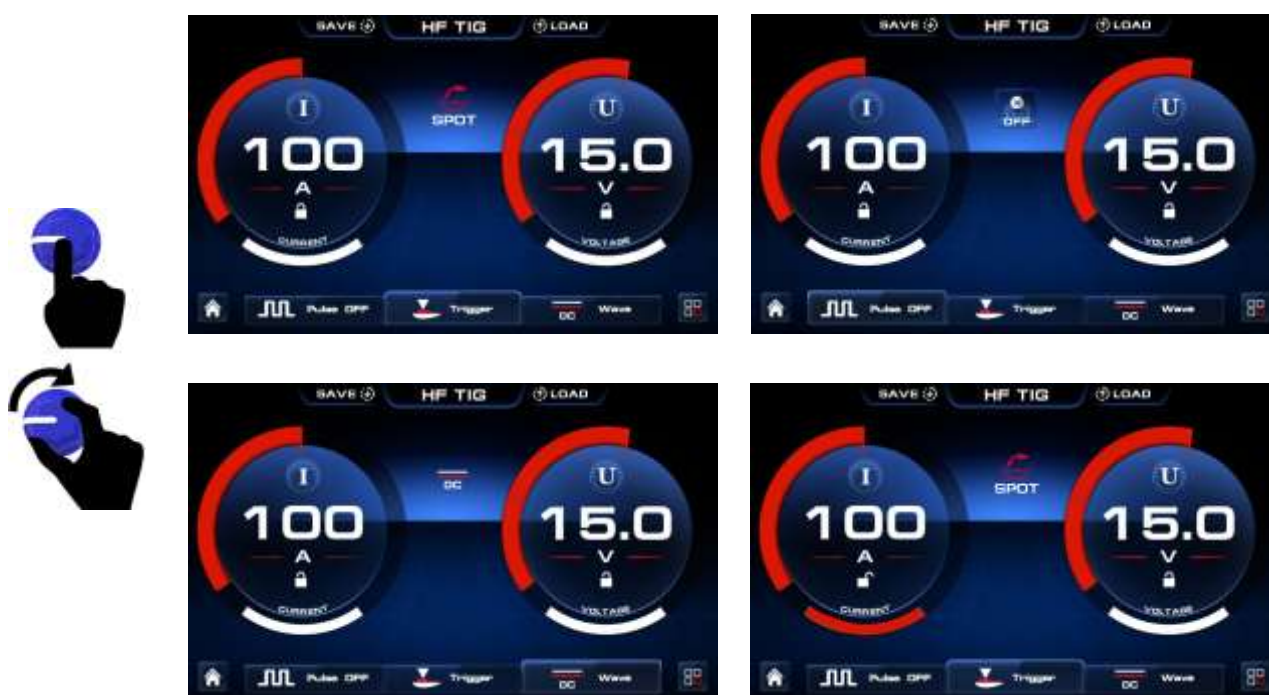 SAVE HF TIG LOAD
I
100
A
CURRENT
SPOT
U
15.0
V
VOLTAGE
Pulse OFF Trigger DC Wave
SAVE HF TIG LOAD
I
100
A
CURRENT
OFF
U
15.0
V
VOLTAGE
Pulse OFF Trigger DC Wave
SAVE HF TIG LOAD
I
100
A
CURRENT
DC
U
15.0
V
VOLTAGE
Pulse OFF Trigger DC Wave
SAVE HF TIG LOAD
I
100
A
CURRENT
SPOT
U
15.0
V
VOLTAGE
Pulse OFF Trigger DC Wave